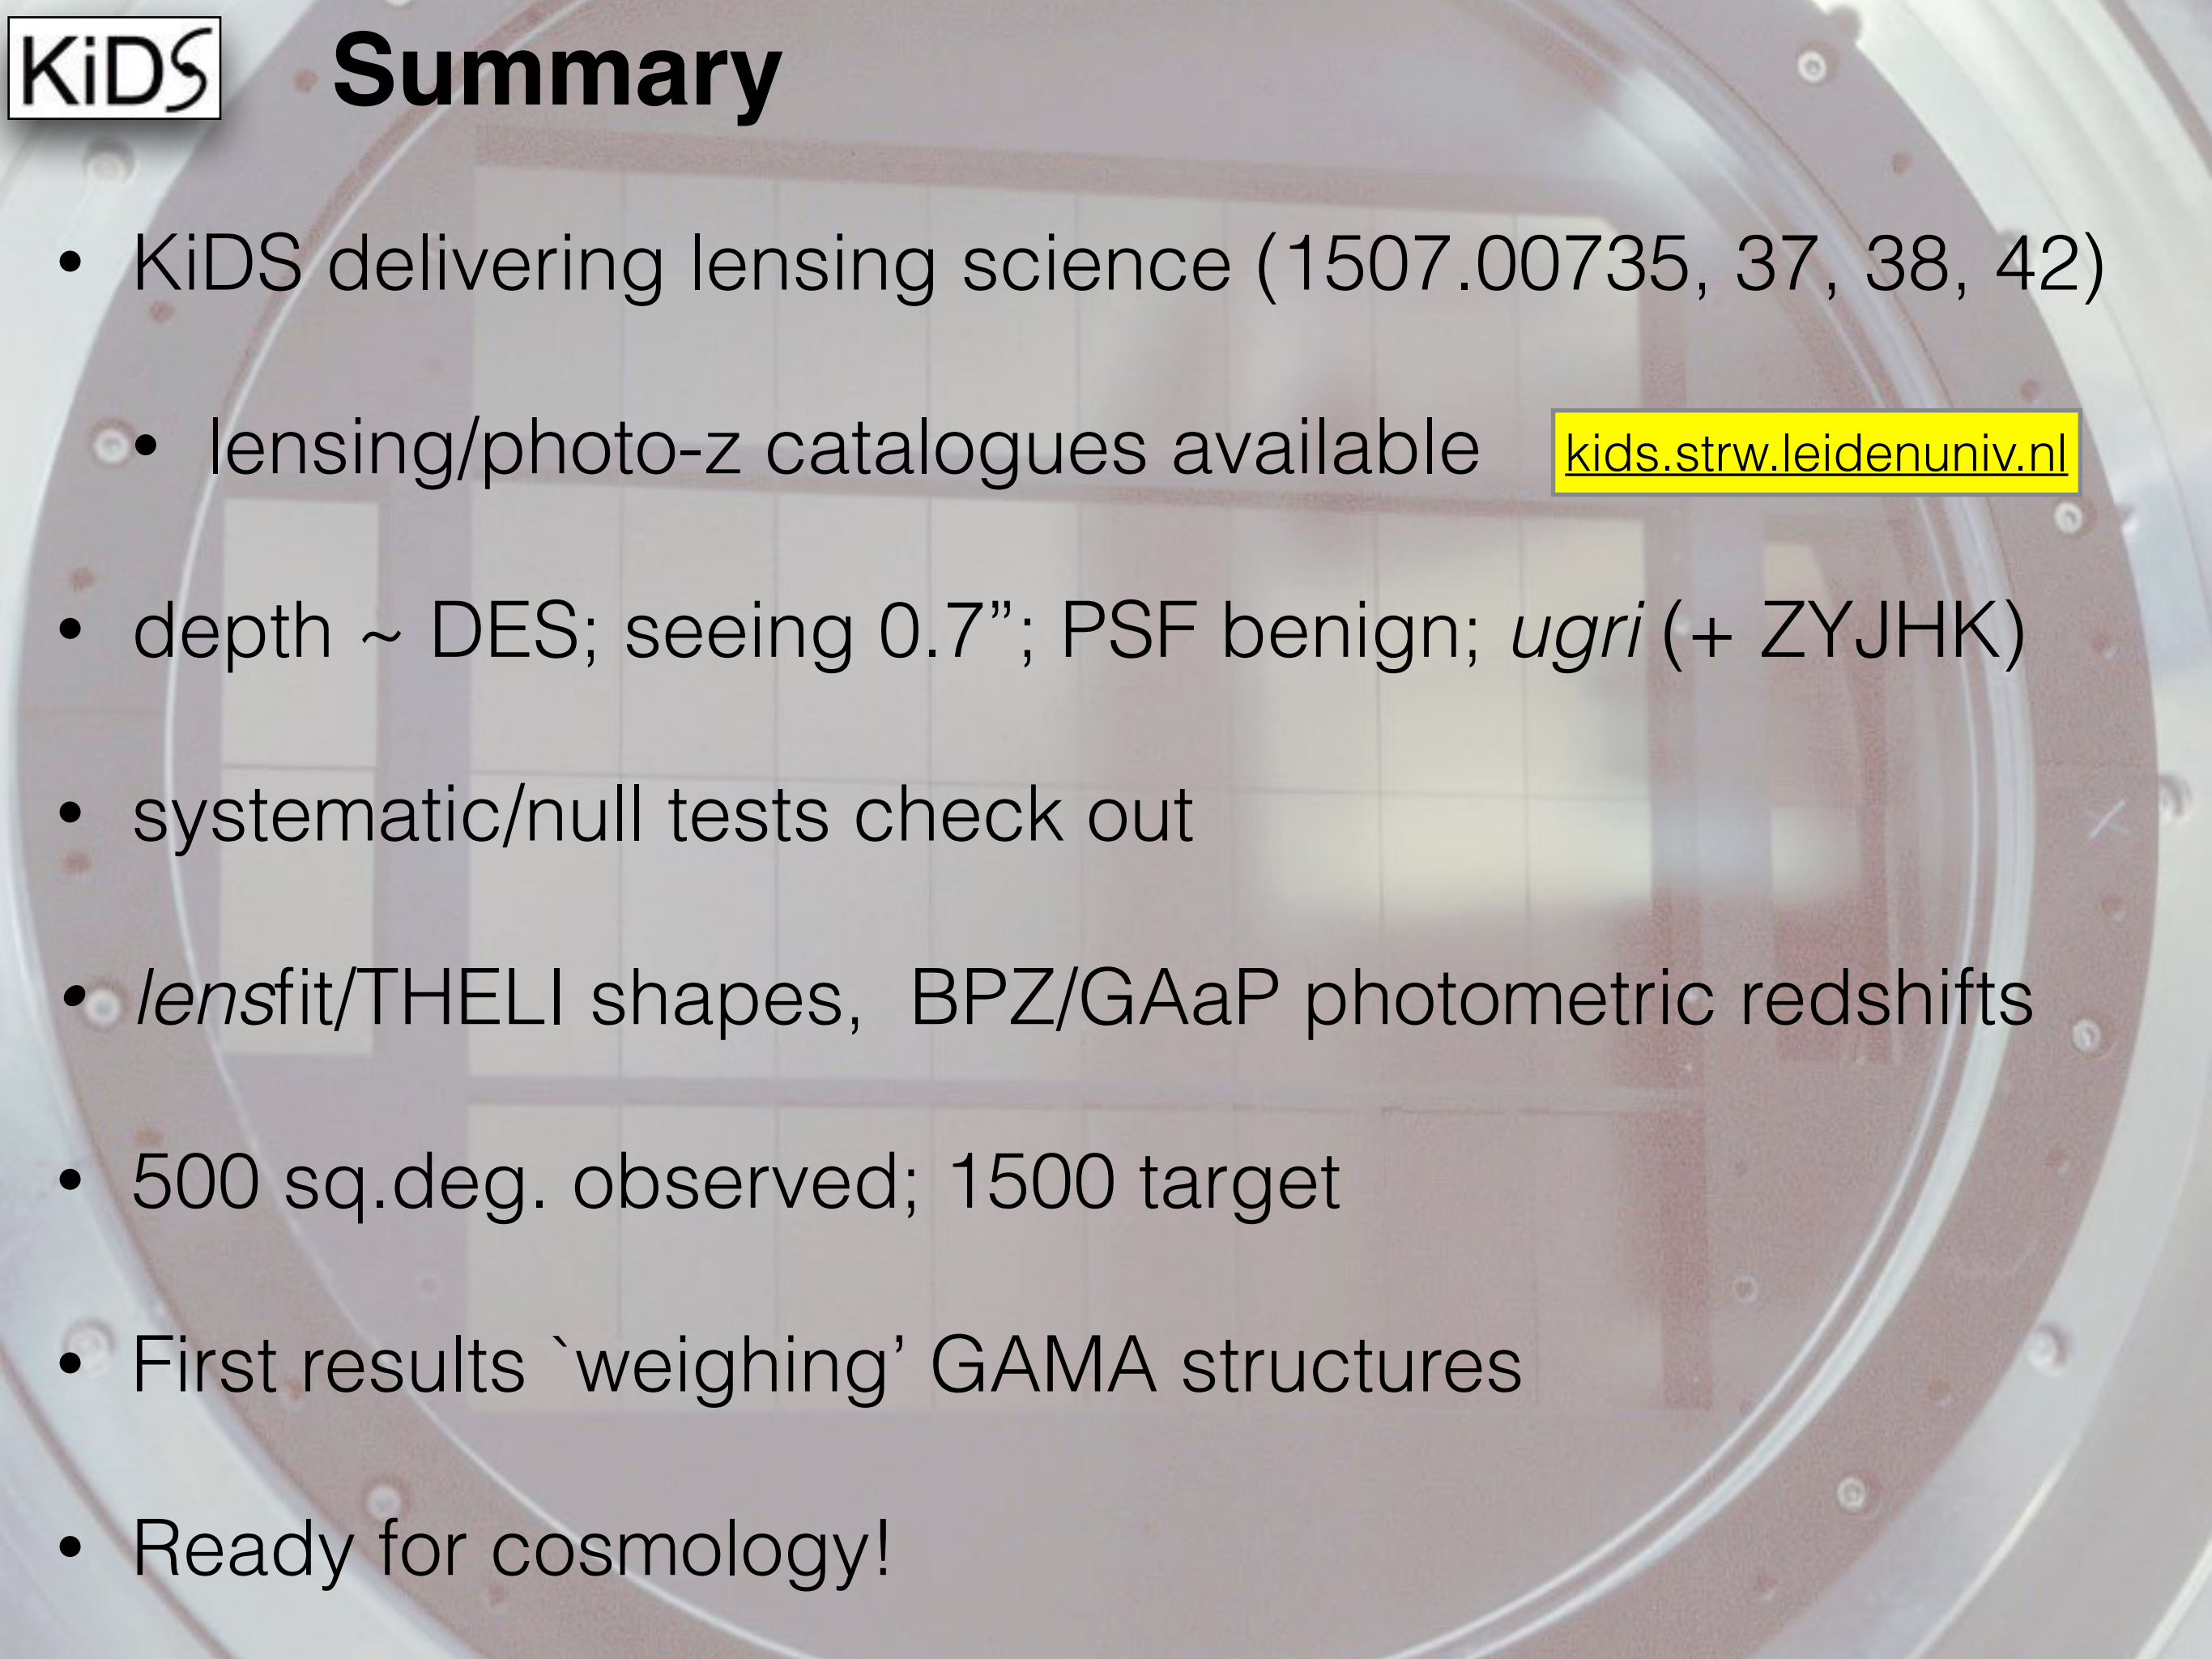 KiDS
Summary
• KiDS delivering lensing science (1507.00735, 37, 38, 42)
• lensing/photo-z catalogues available
kids.strw.leidenuniv.nl
• depth ~ DES; seeing 0.7”; PSF benign; ugri (+ ZYJHK)
• systematic/null tests check out
• lensfit/THELI shapes, BPZ/GAaP photometric redshifts
• 500 sq.deg. observed; 1500 target
• First results `weighing’ GAMA structures
• Ready for cosmology!